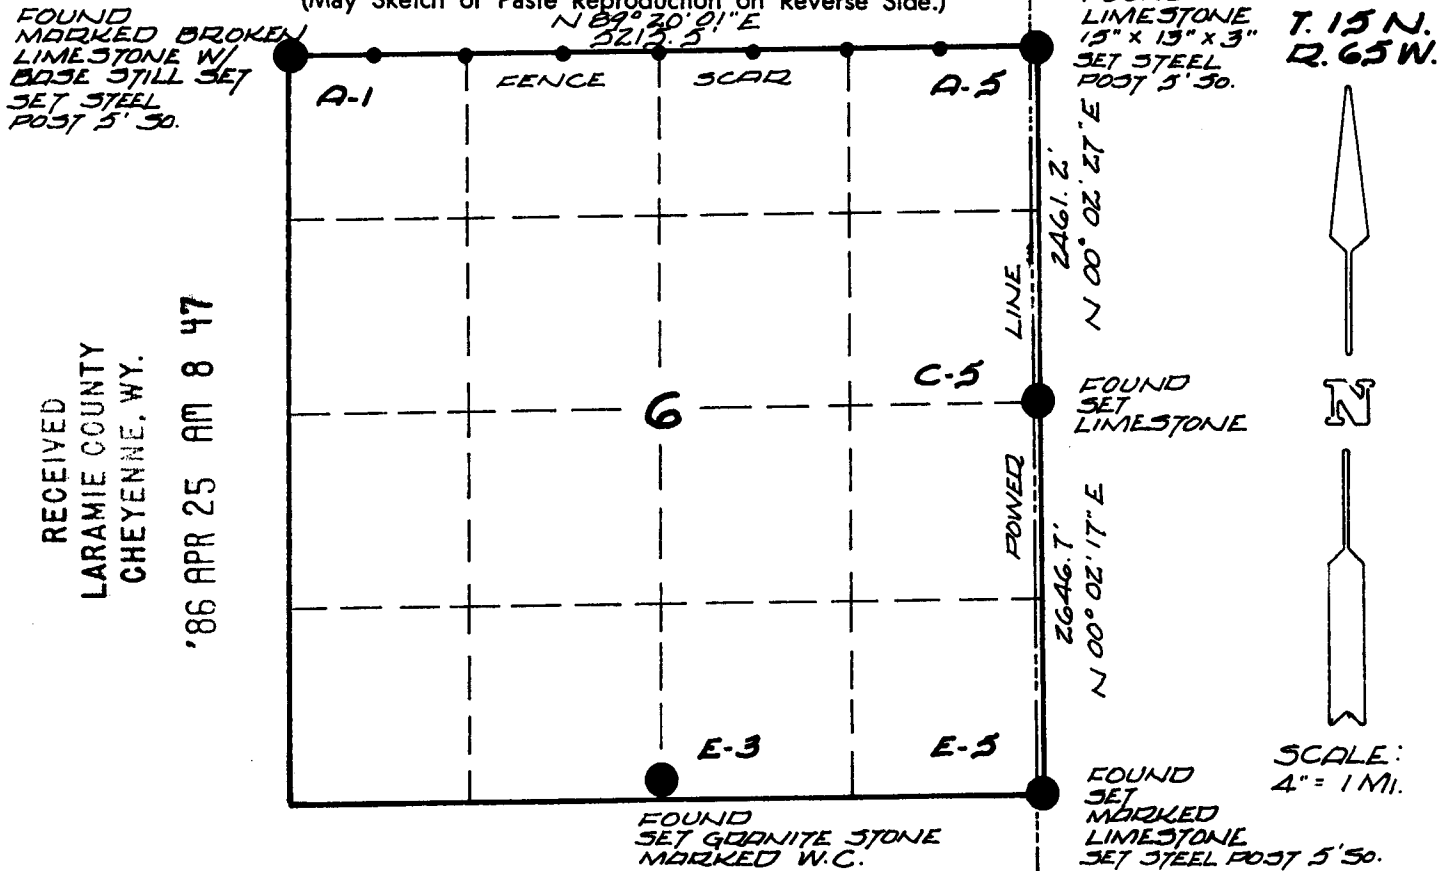 (May Sketch or Paste Reproduction on Reverse Side.)
N 89° 20' 01" E
5215.5'
FOUND
MARKED BROKEN
LIMESTONE W/
BASE STILL SET
SET STEEL
POST 5' SO.
A-1
FENCE
SCAR
A-5
FOUND
LIMESTONE
15" X 13" X 3"
SET STEEL
POST 5' SO.
T. 15 N.
R. 65 W.
2461.2'
N 00° 02' 27" E
LINE
C-5
FOUND
SET
LIMESTONE
6
N
POWER
2646.7'
N 00° 02' 17" E
RECEIVED
LARAMIE COUNTY
CHEYENNE, WY.
'86 APR 25 AM 8 47
E-3
E-5
FOUND
SET GRANITE STONE
MARKED W.C.
FOUND
SET
MARKED
LIMESTONE
SET STEEL POST 5' SO.
SCALE:
4" = 1 MI.